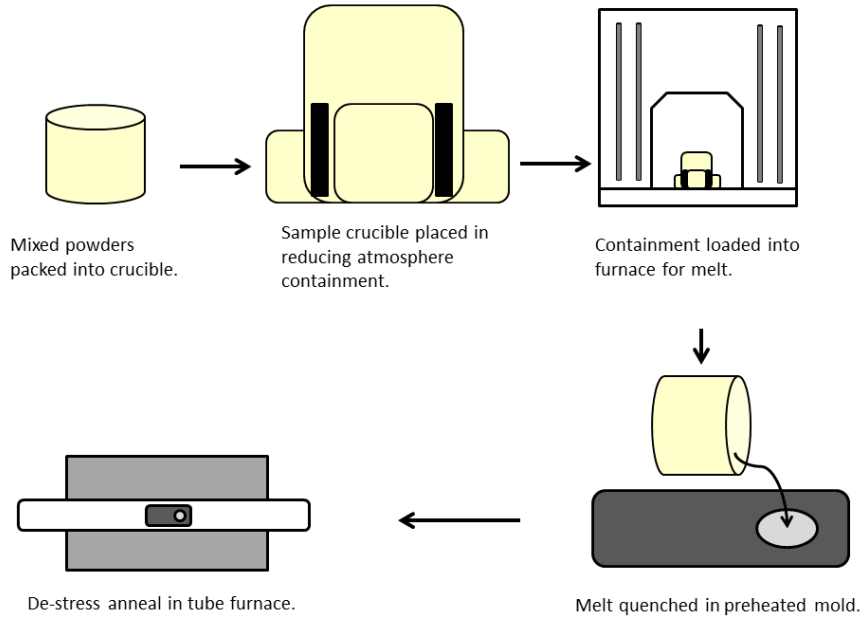 Mixed powders
packed into crucible.
Sample crucible placed in
reducing atmosphere
containment.
Containment loaded into
furnace for melt.
De-stress anneal in tube furnace.
Melt quenched in preheated mold.